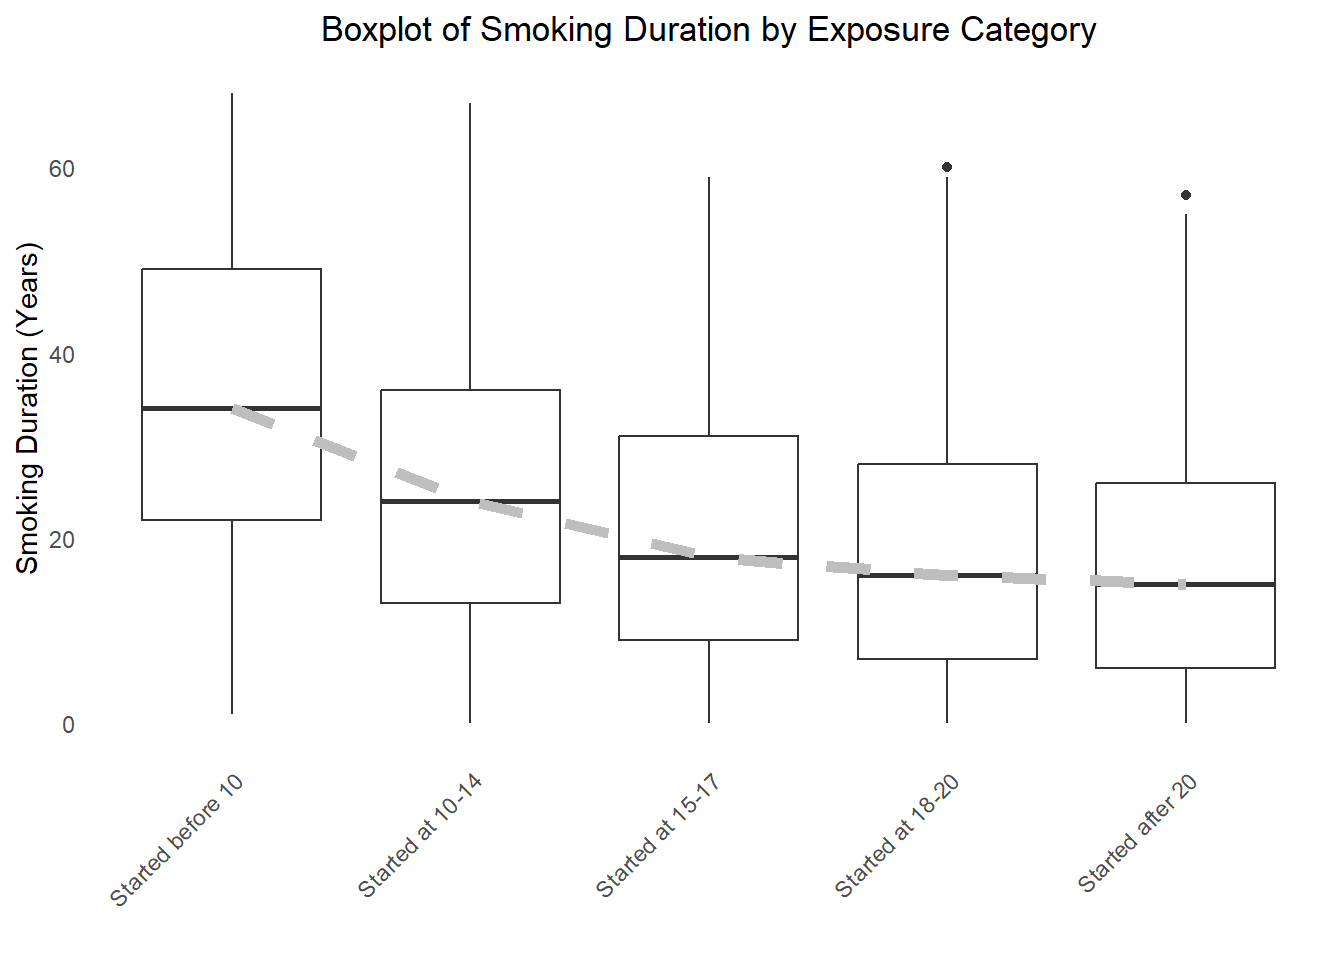 Boxplot of Smoking Duration by Exposure Category
Smoking Duration (Years)
60
40
20
0
Started before 10
Started at 10-14
Started at 15-17
Started at 18-20
Started after 20